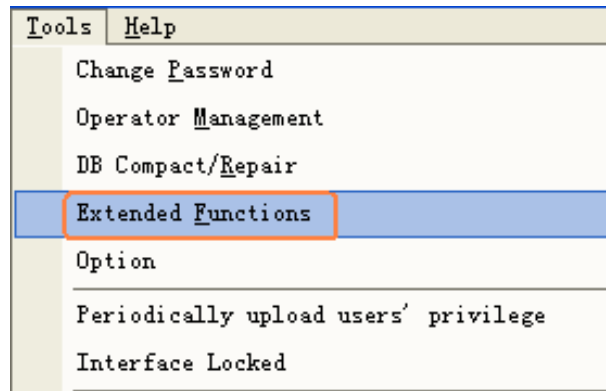 Tools Help
Change Password
Operator Management
DB Compact/Repair
Extended Functions
Option
Periodically upload users' privilege
Interface Locked